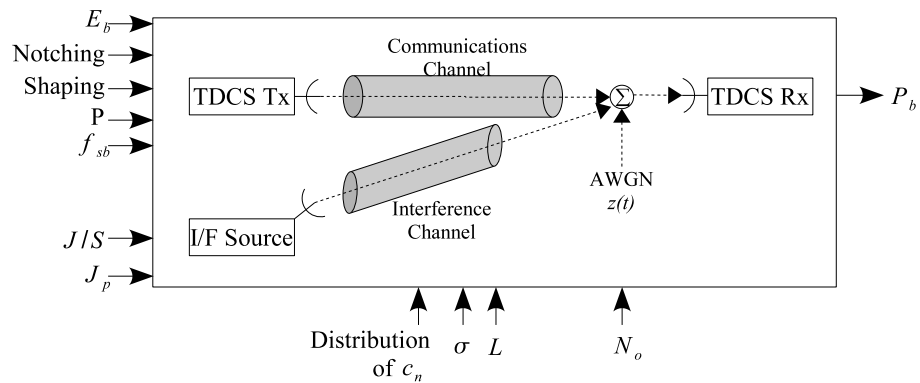 E_b
Notching
Shaping
P
f_sb
J/S
J_p
Communications
Channel
TDCS Tx
Σ
TDCS Rx
P_b
AWGN
z(t)
Interference
Channel
I/F Source
Distribution
of c_n
σ
L
N_o